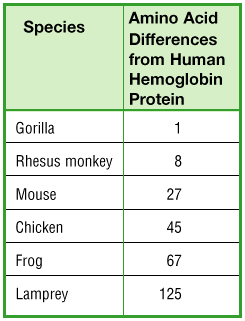 Species
Amino Acid
Differences
from Human
Hemoglobin
Protein
Gorilla 1
Rhesus monkey 8
Mouse 27
Chicken 45
Frog 67
Lamprey 125